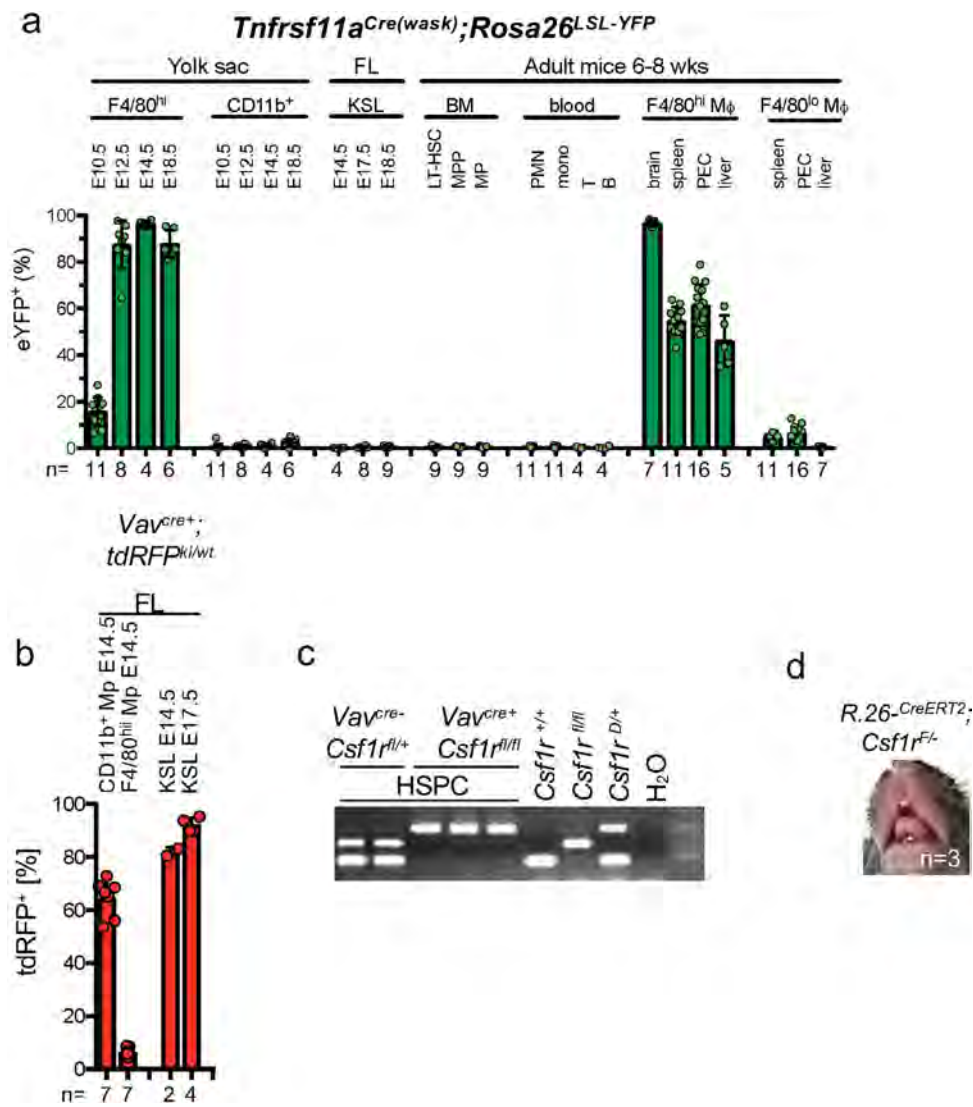 a
Tnfrsf11aCre(wask);Rosa26LSL-YFP
Yolk sac FL Adult mice 6-8 wks
F4/80hi CD11b+ KSL BM blood F4/80hi Mϕ F4/80lo Mϕ
E10.5 E12.5 E14.5 E18.5 E10.5 E12.5 E14.5 E18.5 E14.5 E17.5 E18.5 LT-HSC MPP MP PMN mono T B brain spleen PEC liver spleen PEC liver
eYFP+ (%)
100
80
60
40
20
0
n= 11 8 4 6 11 8 4 6 4 8 9 9 9 9 11 11 4 4 7 11 16 5 11 16 7
Vavcre+;
tdRFPki/wt
FL
b
CD11b+ Mp E14.5
F4/80hi Mp E14.5
KSL E14.5
KSL E17.5
tdRFP+ [%]
100
80
60
40
20
0
n= 7 7 2 4
c
Vavcre- Vavcre+
Csf1rfl/+ Csf1rfl/fl
HSPC
Csf1r +/+
Csf1r fl/fl
Csf1r D/+
H2O
d
R.26-CreERT2;
Csf1rF/-
n=3